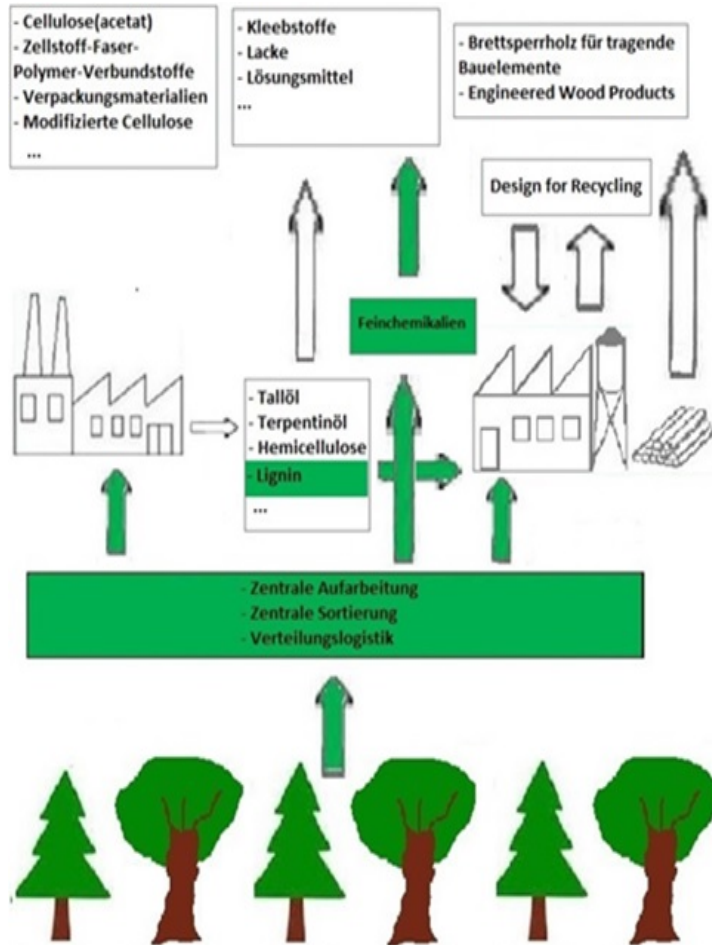 - Cellulose(acetat)
- Zellstoff-Faser-
Polymer-Verbundstoffe
- Verpackungsmaterialien
- Modifizierte Cellulose
...
- Kleebstoffe
- Lacke
- Lösungsmittel
...
- Brettsperrholz für tragende
Bauelemente
- Engineered Wood Products
Design for Recycling
Feinchemikalien
- Tallöl
- Terpentinöl
- Hemicellulose
- Lignin
...
- Zentrale Aufarbeitung
- Zentrale Sortierung
- Verteilungslogistik